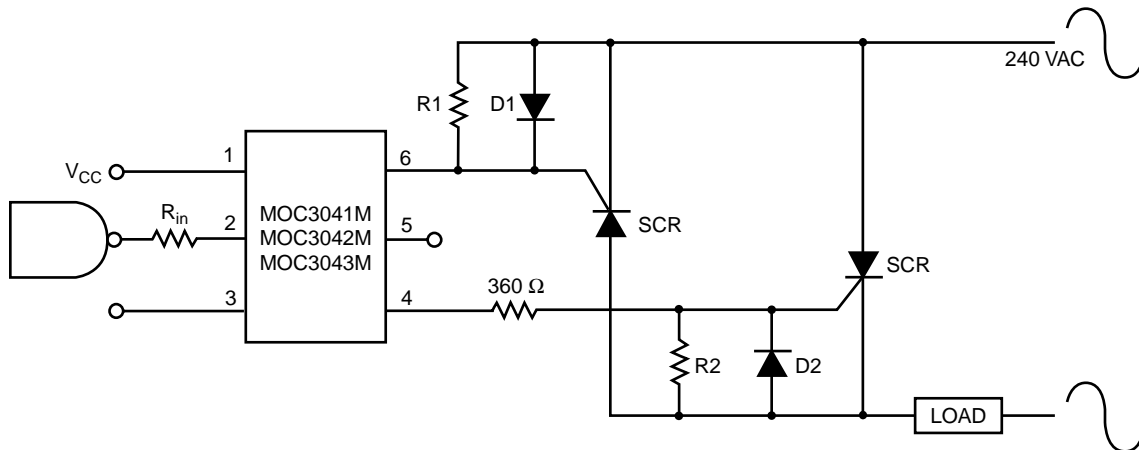 240 VAC
R1
D1
1
6
VCC
Rin
2
MOC3041M
MOC3042M
MOC3043M
5
SCR
SCR
3
4
360 Ω
R2
D2
LOAD